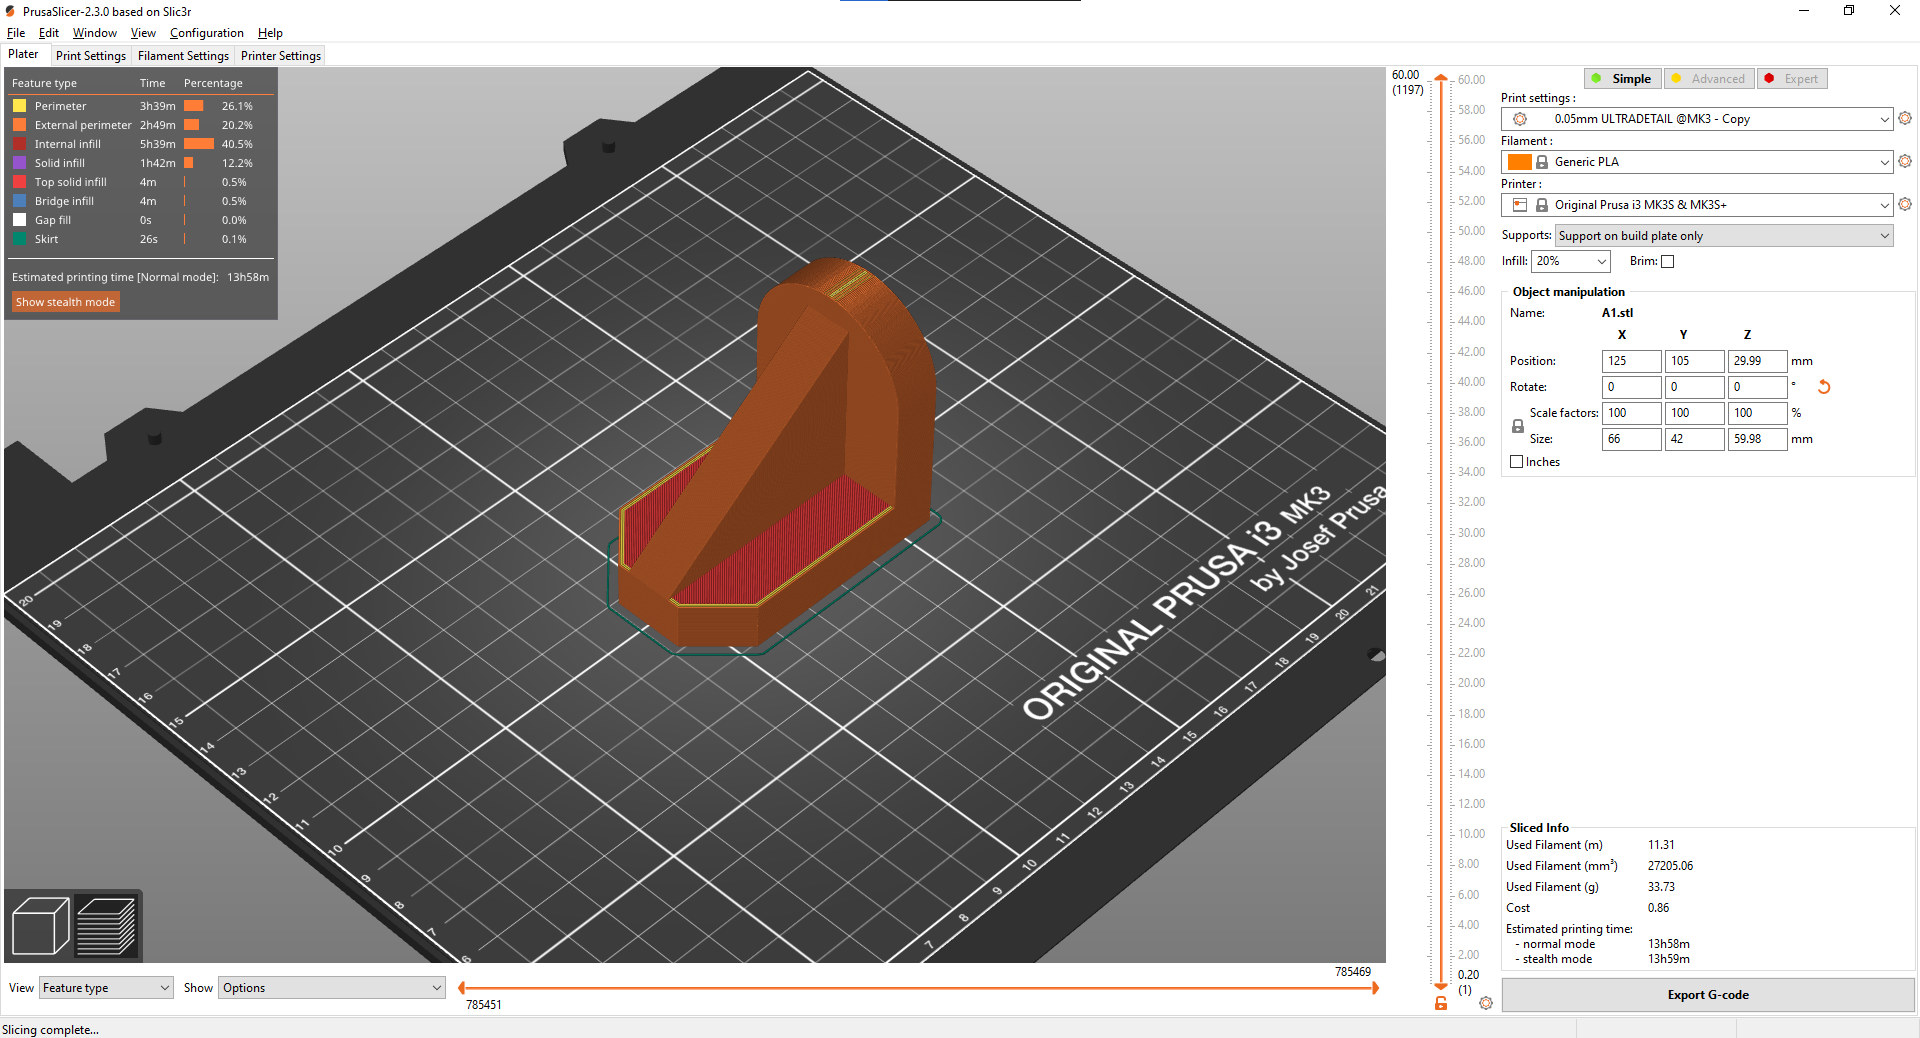 PrusaSlicer-2.3.0 based on Slic3r
File Edit Window View Configuration Help
Plater Print Settings Filament Settings Printer Settings
Feature type Time Percentage
Perimeter 3h39m 26.1%
External perimeter 2h49m 20.2%
Internal infill 5h39m 40.5%
Solid infill 1h42m 12.2%
Top solid infill 4m 0.5%
Bridge infill 4m 0.5%
Gap fill 0s 0.0%
Skirt 26s 0.1%
Estimated printing time [Normal mode]: 13h58m
Show stealth mode
20
19
18
17
16
15
14
13
12
11
10
9
8
7
6
ORIGINAL PRUSA i3 MK3
by Josef Prusa
21
20
19
18
17
16
15
14
13
12
11
10
9
8
7
60.00
(1197)
60.00
58.00
56.00
54.00
52.00
50.00
48.00
46.00
44.00
42.00
40.00
38.00
36.00
34.00
32.00
30.00
28.00
26.00
24.00
22.00
20.00
18.00
16.00
14.00
12.00
10.00
8.00
6.00
4.00
2.00
0.20
(1)
Simple Advanced Expert
Print settings :
0.05mm ULTRADETAIL @MK3 - Copy
Filament :
Generic PLA
Printer :
Original Prusa i3 MK3S & MK3S+
Supports: Support on build plate only
Infill: 20% Brim:
Object manipulation
Name: A1.stl
X Y Z
Position: 125 105 29.99 mm
Rotate: 0 0 0 °
Scale factors: 100 100 100 %
Size: 66 42 59.98 mm
Inches
Sliced Info
Used Filament (m) 11.31
Used Filament (mm³) 27205.06
Used Filament (g) 33.73
Cost 0.86
Estimated printing time:
- normal mode 13h58m
- stealth mode 13h59m
Export G-code
View Feature type Show Options
785469
785451
Slicing complete...